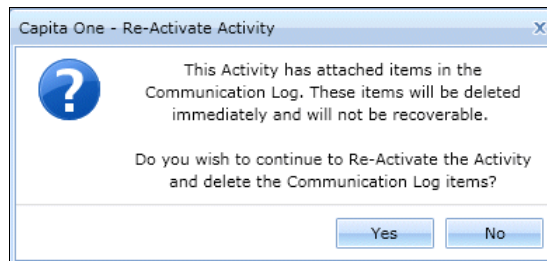 Capita One - Re-Activate Activity
This Activity has attached items in the
Communication Log. These items will be deleted
immediately and will not be recoverable.
Do you wish to continue to Re-Activate the Activity
and delete the Communication Log items?
Yes
No